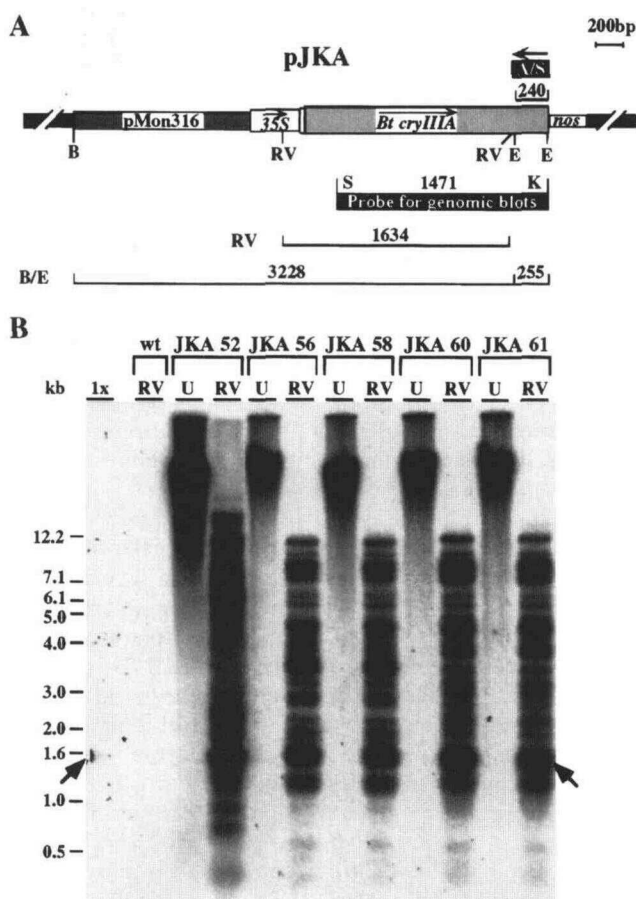 A
200bp
pJKA
A/S
240
pMon316 35S Bt cryIIIA nos
B RV RV E E
S 1471 K
Probe for genomic blots
RV 1634
B/E 3228 255
B
wt JKA 52 JKA 56 JKA 58 JKA 60 JKA 61
kb 1x RV U RV U RV U RV U RV U RV
12.2
7.1
6.1
5.0
4.0
3.0
2.0
1.6
1.0
0.5